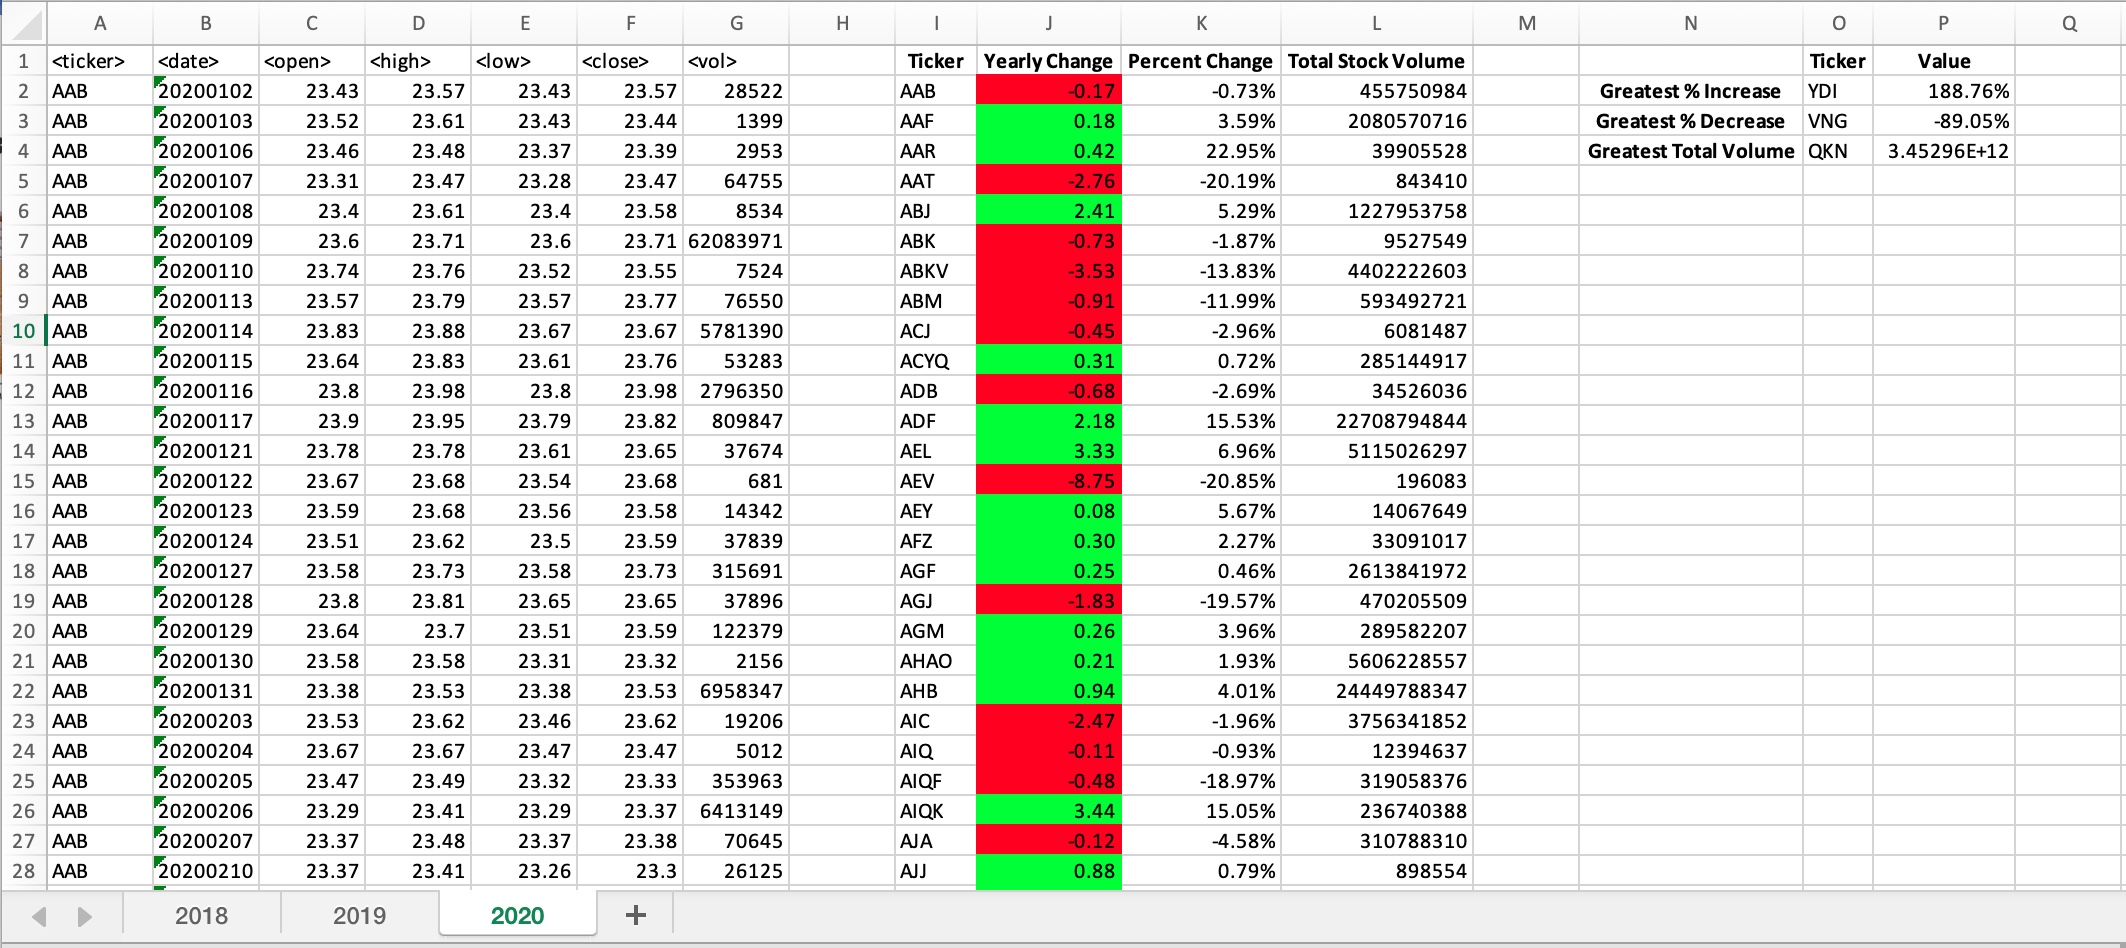 A B C D E F G H I J K L M N O P Q
1 <ticker> <date> <open> <high> <low> <close> <vol> Ticker Yearly Change Percent Change Total Stock Volume Ticker Value
2 AAB 20200102 23.43 23.57 23.43 23.57 28522 AAB -0.17 -0.73% 455750984 Greatest % Increase YDI 188.76%
3 AAB 20200103 23.52 23.61 23.43 23.44 1399 AAF 0.18 3.59% 2080570716 Greatest % Decrease VNG -89.05%
4 AAB 20200106 23.46 23.48 23.37 23.39 2953 AAR 0.42 22.95% 39905528 Greatest Total Volume QKN 3.45296E+12
5 AAB 20200107 23.31 23.47 23.28 23.47 64755 AAT -2.76 -20.19% 843410
6 AAB 20200108 23.4 23.61 23.4 23.58 8534 ABJ 2.41 5.29% 1227953758
7 AAB 20200109 23.6 23.71 23.6 23.71 62083971 ABK -0.73 -1.87% 9527549
8 AAB 20200110 23.74 23.76 23.52 23.55 7524 ABKV -3.53 -13.83% 4402222603
9 AAB 20200113 23.57 23.79 23.57 23.77 76550 ABM -0.91 -11.99% 593492721
10 AAB 20200114 23.83 23.88 23.67 23.67 5781390 ACJ -0.45 -2.96% 6081487
11 AAB 20200115 23.64 23.83 23.61 23.76 53283 ACYQ 0.31 0.72% 285144917
12 AAB 20200116 23.8 23.98 23.8 23.98 2796350 ADB -0.68 -2.69% 34526036
13 AAB 20200117 23.9 23.95 23.79 23.82 809847 ADF 2.18 15.53% 22708794844
14 AAB 20200121 23.78 23.78 23.61 23.65 37674 AEL 3.33 6.96% 5115026297
15 AAB 20200122 23.67 23.68 23.54 23.68 681 AEV -8.75 -20.85% 196083
16 AAB 20200123 23.59 23.68 23.56 23.58 14342 AEY 0.08 5.67% 14067649
17 AAB 20200124 23.51 23.62 23.5 23.59 37839 AFZ 0.30 2.27% 33091017
18 AAB 20200127 23.58 23.73 23.58 23.73 315691 AGF 0.25 0.46% 2613841972
19 AAB 20200128 23.8 23.81 23.65 23.65 37896 AGJ -1.83 -19.57% 470205509
20 AAB 20200129 23.64 23.7 23.51 23.59 122379 AGM 0.26 3.96% 289582207
21 AAB 20200130 23.58 23.58 23.31 23.32 2156 AHAO 0.21 1.93% 5606228557
22 AAB 20200131 23.38 23.53 23.38 23.53 6958347 AHB 0.94 4.01% 24449788347
23 AAB 20200203 23.53 23.62 23.46 23.62 19206 AIC -2.47 -1.96% 3756341852
24 AAB 20200204 23.67 23.67 23.47 23.47 5012 AIQ -0.11 -0.93% 12394637
25 AAB 20200205 23.47 23.49 23.32 23.33 353963 AIQF -0.48 -18.97% 319058376
26 AAB 20200206 23.29 23.41 23.29 23.37 6413149 AIQK 3.44 15.05% 236740388
27 AAB 20200207 23.37 23.48 23.37 23.38 70645 AJA -0.12 -4.58% 310788310
28 AAB 20200210 23.37 23.41 23.26 23.3 26125 AJJ 0.88 0.79% 898554
2018 2019 2020 +